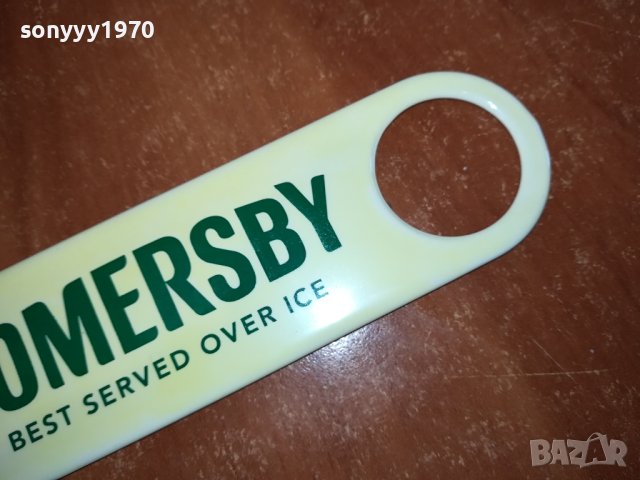 sonyyy1970
OMERSBY
BEST SERVED OVER ICE
BAZAR